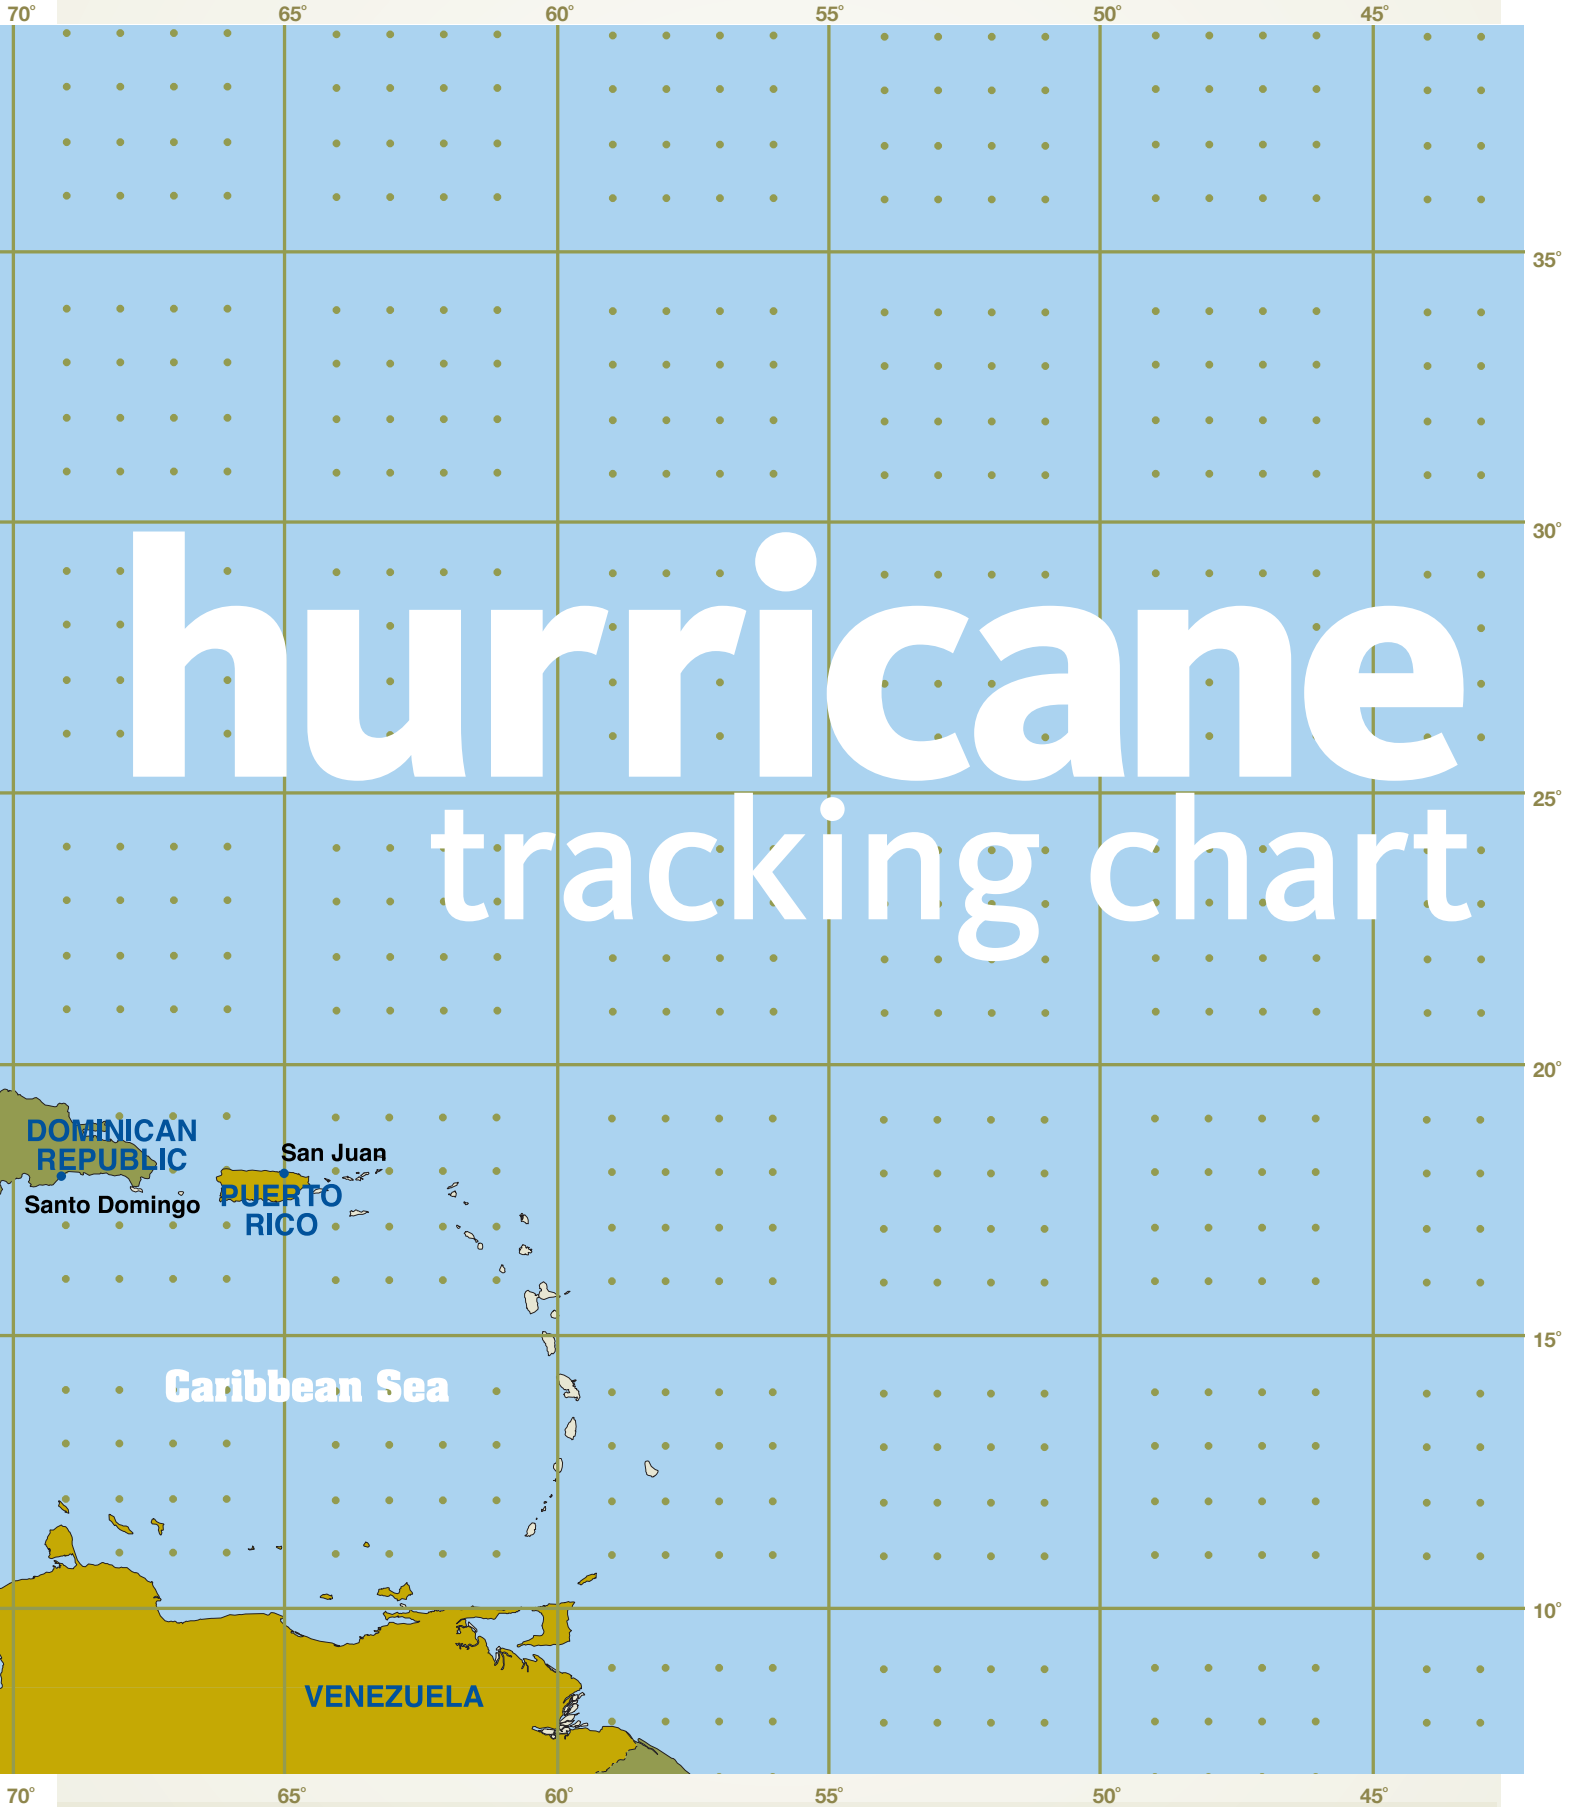 70° 65° 60° 55° 50° 45°
35°
30°
hurricane
25°
tracking chart
20°
DOMINICAN
REPUBLIC
San Juan
Santo Domingo
PUERTO
RICO
15°
Caribbean Sea
10°
VENEZUELA
70° 65° 60° 55° 50° 45°